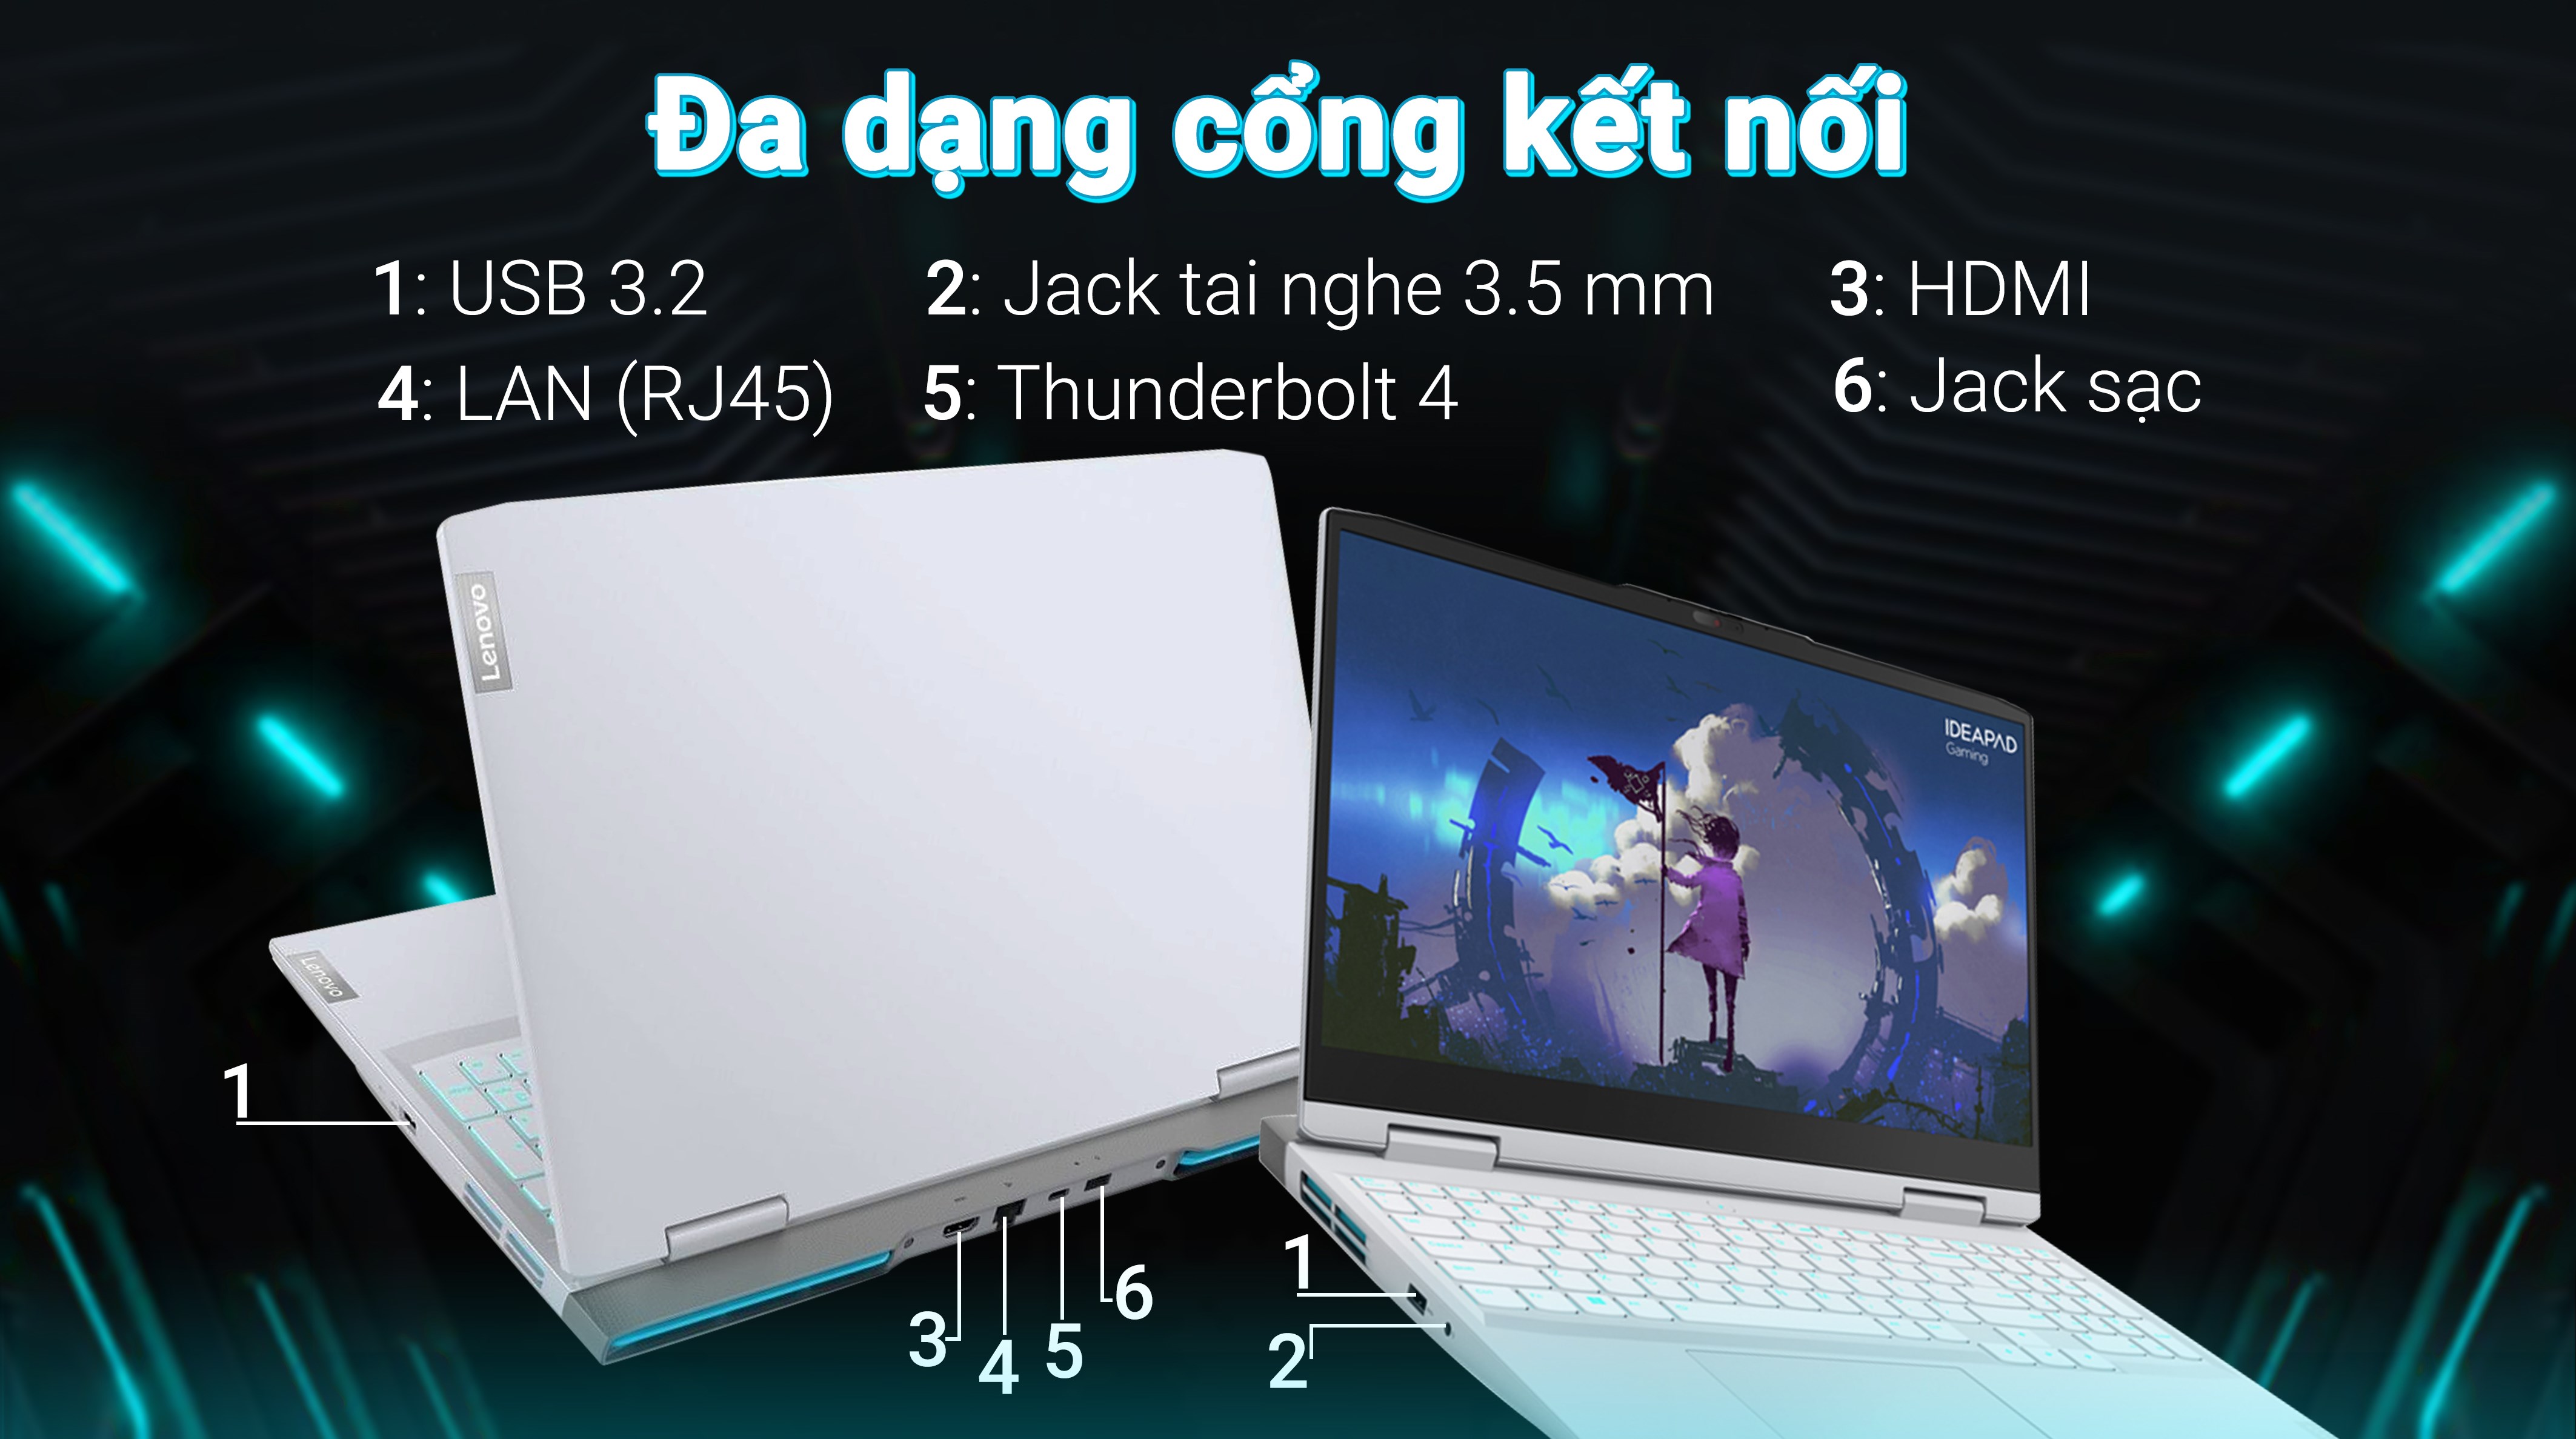 Đa dạng cổng kết nối
1: USB 3.2
2: Jack tai nghe 3.5 mm
3: HDMI
4: LAN (RJ45)
5: Thunderbolt 4
6: Jack sạc
Lenovo
IDEAPAD
Gaming
Lenovo
1
3
4
5
6
1
2